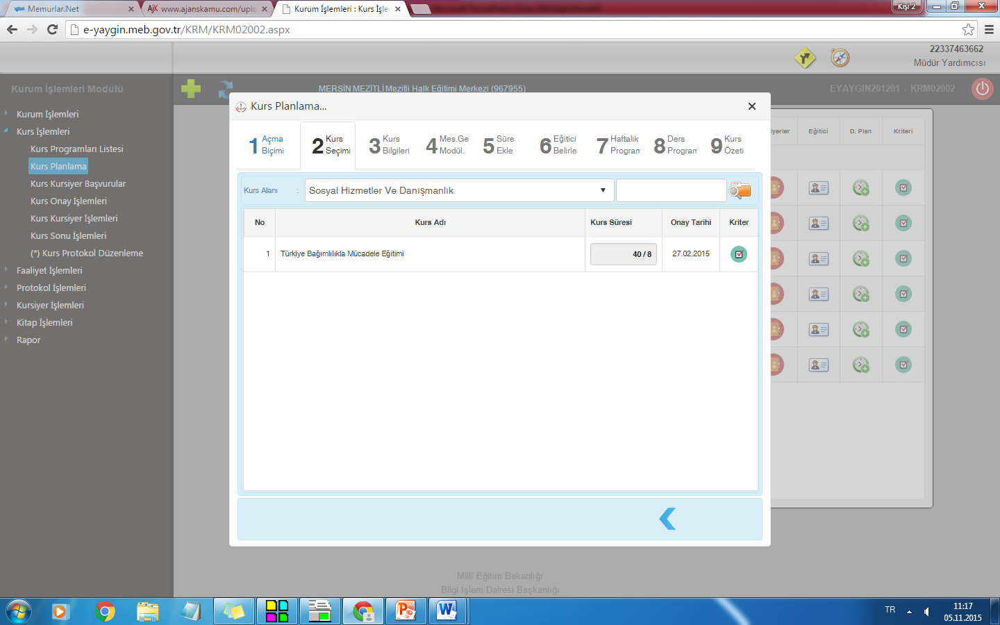 Memurlar.Net
AjK www.ajanskamu.com/uplo
Kurum İşlemleri : Kurs İşle
Kişi 2
e-yaygin.meb.gov.tr/KRM/KRM02002.aspx
22337463662
Müdür Yardımcısı
Kurum İşlemleri Modülü
MERSİN MEZİTLİ Mezitli Halk Eğitimi Merkezi (967955)
EYAYGIN201201 - KRM02002
Kurum İşlemleri
Kurs İşlemleri
Kurs Programları Listesi
Kurs Planlama
Kurs Kursiyer Başvurular
Kurs Onay İşlemleri
Kurs Kursiyer İşlemleri
Kurs Sonu İşlemleri
(*) Kurs Protokol Düzenleme
Faaliyet İşlemleri
Protokol İşlemleri
Kursiyer İşlemleri
Kitap İşlemleri
Rapor
Kurs Planlama...
1 Açma Biçimi
2 Kurs Seçimi
3 Kurs Bilgileri
4 Mes.Gel Modül.
5 Süre Ekle
6 Eğitici Belirle
7 Haftalık Program
8 Ders Program
9 Kurs Özeti
Kurs Alanı : Sosyal Hizmetler Ve Danışmanlık
No Kurs Adı Kurs Süresi Onay Tarihi Kriter
1 Türkiye Bağımlılıkla Mücadele Eğitimi 40 / 8 27.02.2015
iyerler Eğitici D. Plan Kriteri
Millî Eğitim Bakanlığı
Bilgi İşlem Dairesi Başkanlığı
TR
11:17
05.11.2015